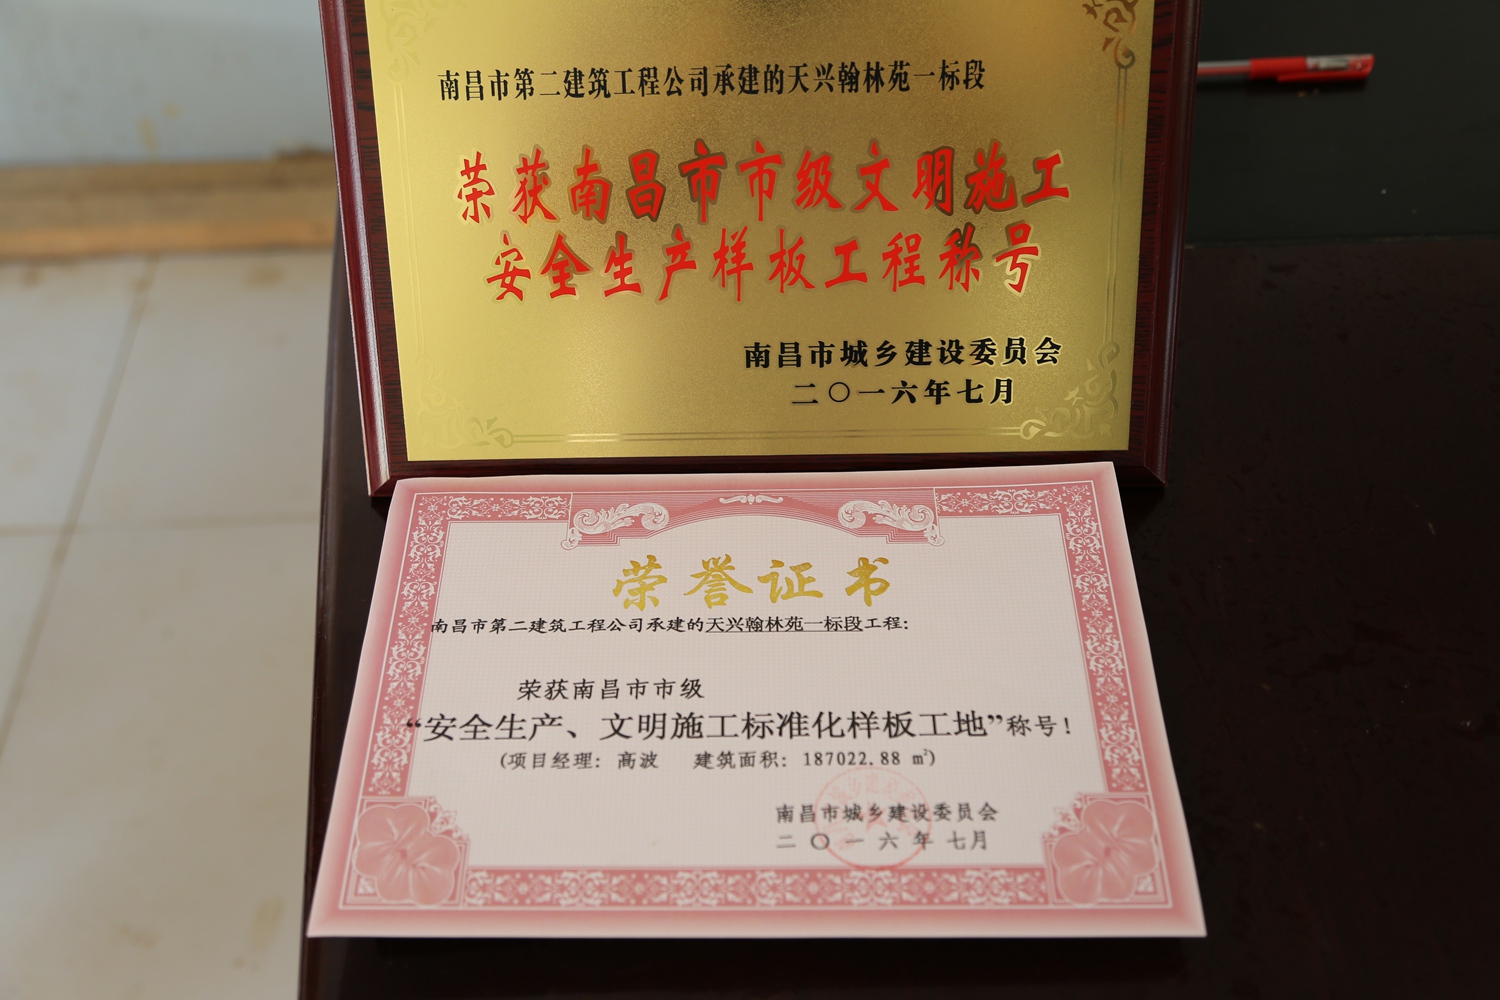 南昌市第二建筑工程公司承建的天兴翰林苑一标段
荣获南昌市市级文明施工
安全生产样板工程称号
南昌市城乡建设委员会
二〇一六年七月
荣誉证书
南昌市第二建筑工程公司承建的天兴翰林苑一标段工程：
荣获南昌市市级
“安全生产、文明施工标准化样板工地”称号！
（项目经理：高波 建筑面积：187022.88 ㎡）
南昌市城乡建设委员会
二〇一六年七月